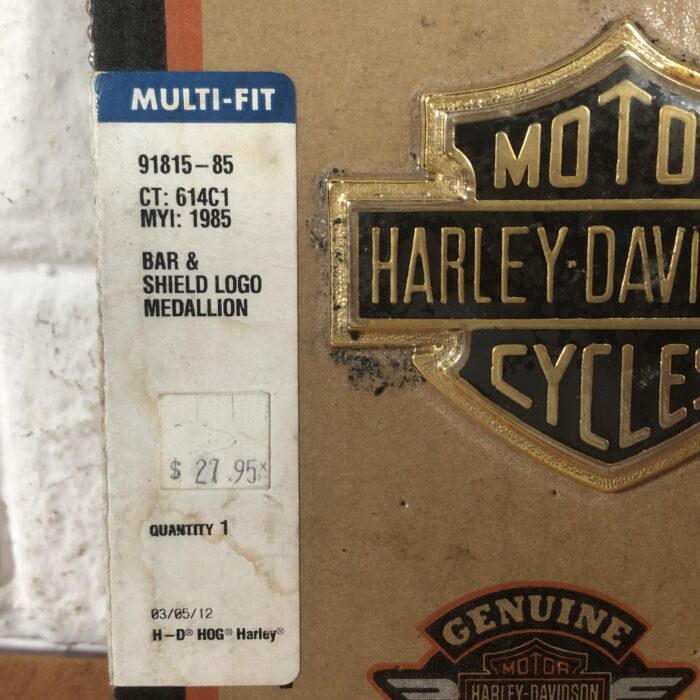 MULTI-FIT
91815-85
CT: 614C1
MYI: 1985
BAR &
SHIELD LOGO
MEDALLION
$ 27.95
QUANTITY 1
03/05/12
H-D® HOG® Harley®
MOTO
HARLEY-DAVI
CYCLES
GENUINE
MOTOR
HARLEY-DAVIDSON